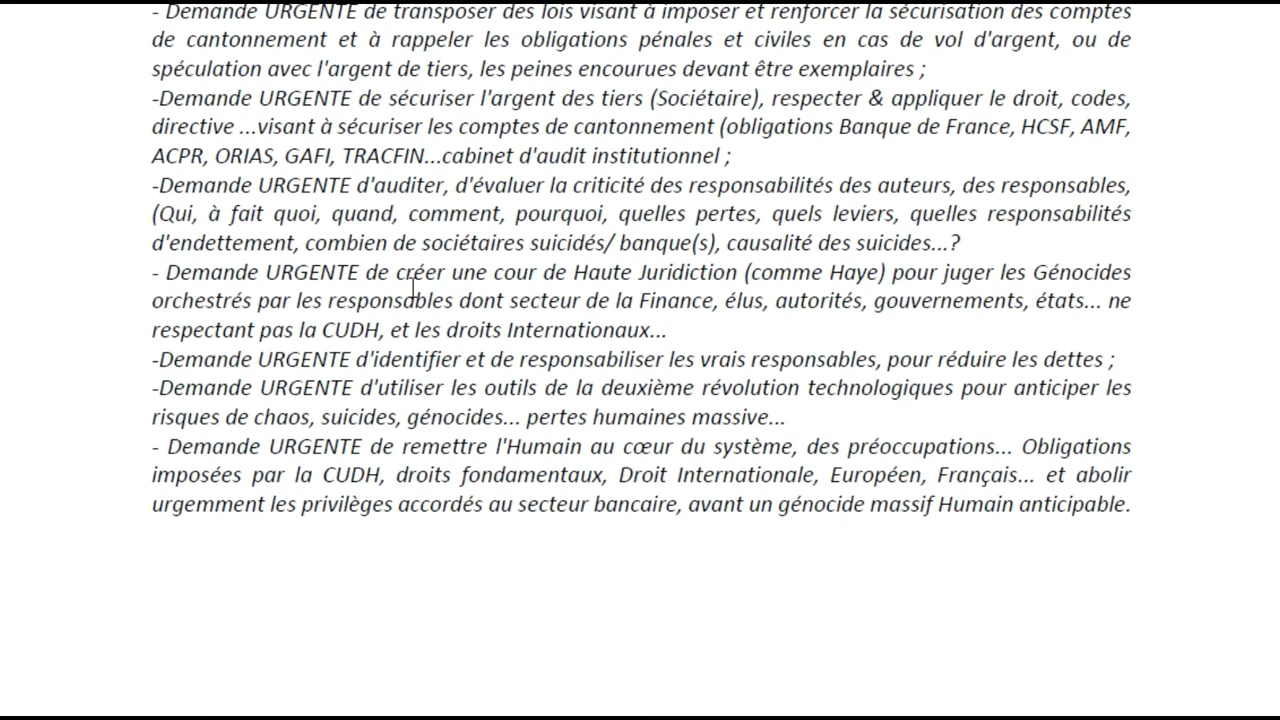 - Demande URGENTE de transposer des lois visant à imposer et renforcer la sécurisation des comptes
de cantonnement et à rappeler les obligations pénales et civiles en cas de vol d'argent, ou de
spéculation avec l'argent de tiers, les peines encourues devant être exemplaires ;
-Demande URGENTE de sécuriser l'argent des tiers (Sociétaire), respecter & appliquer le droit, codes,
directive ...visant à sécuriser les comptes de cantonnement (obligations Banque de France, HCSF, AMF,
ACPR, ORIAS, GAFI, TRACFIN...cabinet d'audit institutionnel ;
-Demande URGENTE d'auditer, d'évaluer la criticité des responsabilités des auteurs, des responsables,
(Qui, à fait quoi, quand, comment, pourquoi, quelles pertes, quels leviers, quelles responsabilités
d'endettement, combien de sociétaires suicidés/ banque(s), causalité des suicides...?
- Demande URGENTE de créer une cour de Haute Juridiction (comme Haye) pour juger les Génocides
orchestrés par les responsables dont secteur de la Finance, élus, autorités, gouvernements, états... ne
respectant pas la CUDH, et les droits Internationaux...
-Demande URGENTE d'identifier et de responsabiliser les vrais responsables, pour réduire les dettes ;
-Demande URGENTE d'utiliser les outils de la deuxième révolution technologiques pour anticiper les
risques de chaos, suicides, génocides... pertes humaines massive...
- Demande URGENTE de remettre l'Humain au cœur du système, des préoccupations... Obligations
imposées par la CUDH, droits fondamentaux, Droit Internationale, Européen, Français... et abolir
urgemment les privilèges accordés au secteur bancaire, avant un génocide massif Humain anticipable.